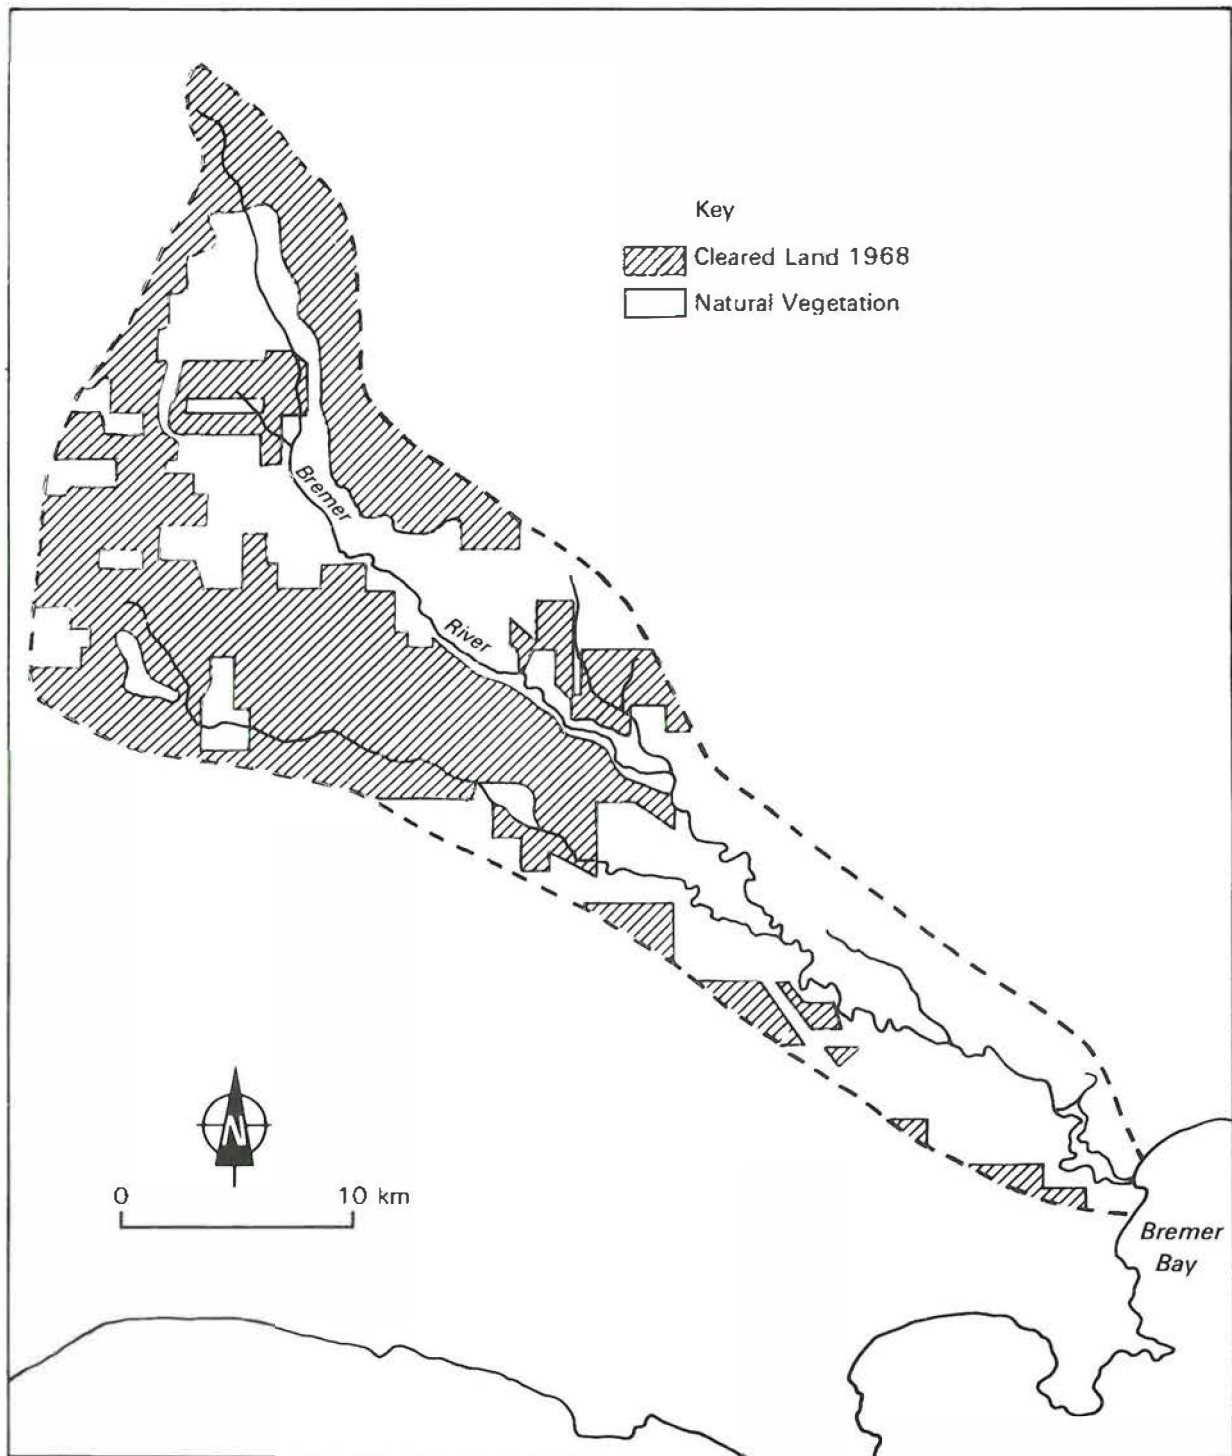 Key
Cleared Land 1968
Natural Vegetation
Bremer
River
N
0 10 km
Bremer
Bay